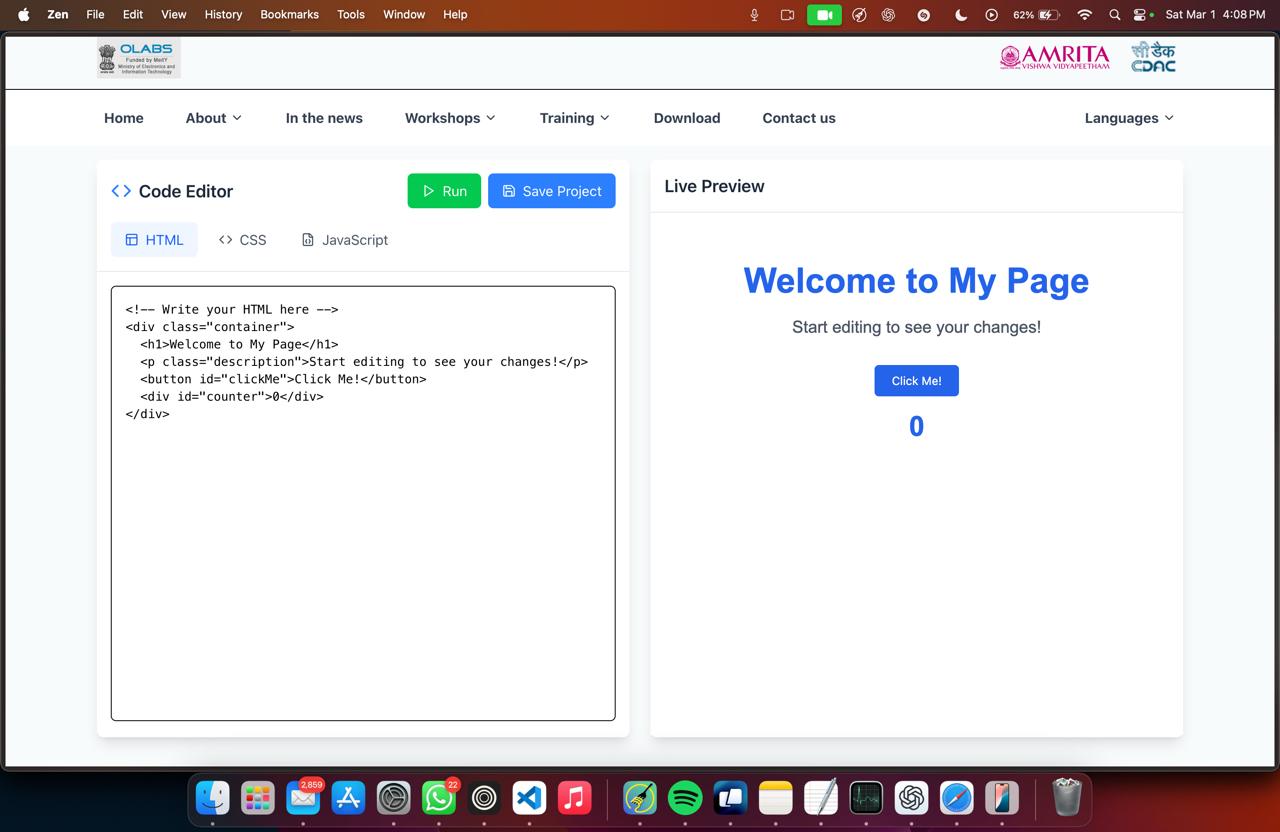 Zen File Edit View History Bookmarks Tools Window Help 62% Sat Mar 1 4:08 PM
OLABS
Funded by MeitY
Ministry of Electronics and
Information Technology
AMRITA
VISHWA VIDYAPEETHAM
सी डैक
CDAC
Home About In the news Workshops Training Download Contact us Languages
Code Editor Run Save Project
HTML CSS JavaScript
<!-- Write your HTML here -->
<div class="container">
  <h1>Welcome to My Page</h1>
  <p class="description">Start editing to see your changes!</p>
  <button id="clickMe">Click Me!</button>
  <div id="counter">0</div>
</div>
Live Preview
Welcome to My Page
Start editing to see your changes!
Click Me!
0
2,859
22